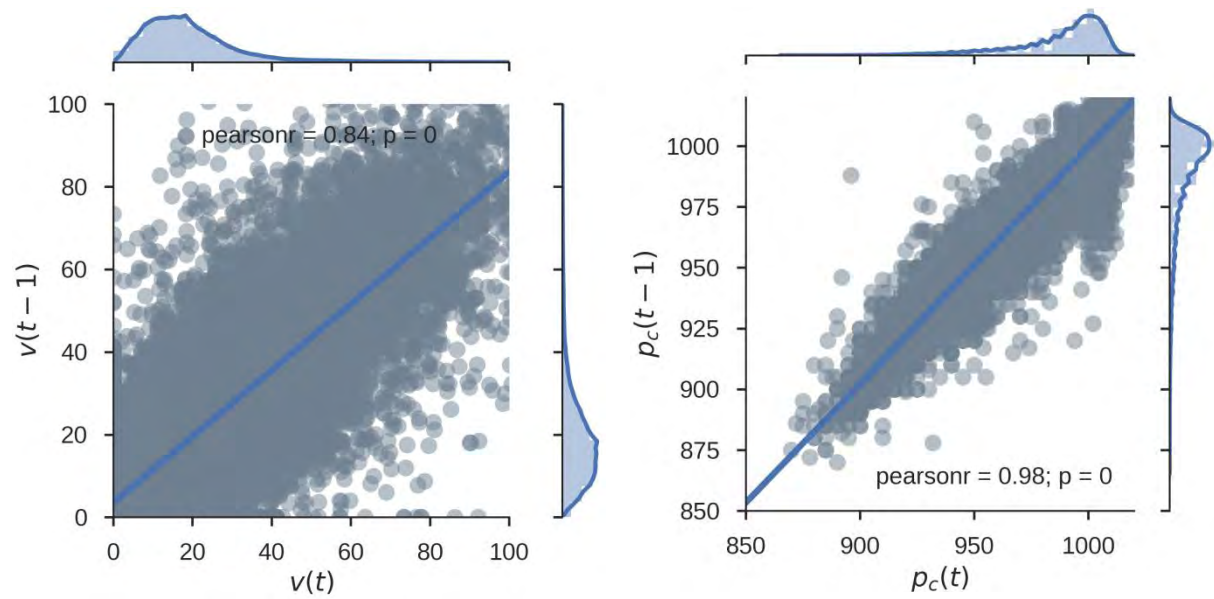 100
80
60
40
20
0
v(t − 1)
pearsonr = 0.84; p = 0
0 20 40 60 80 100
v(t)
1000
975
950
925
900
875
850
p_c(t − 1)
pearsonr = 0.98; p = 0
850 900 950 1000
p_c(t)